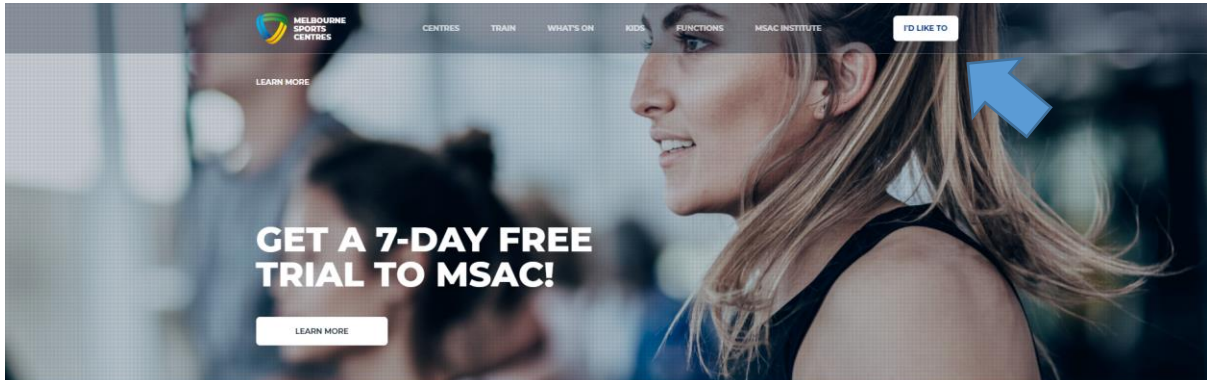 MELBOURNE
SPORTS
CENTRES
CENTRES TRAIN WHAT'S ON KIDS FUNCTIONS MSAC INSTITUTE I'D LIKE TO
LEARN MORE
GET A 7-DAY FREE
TRIAL TO MSAC!
LEARN MORE